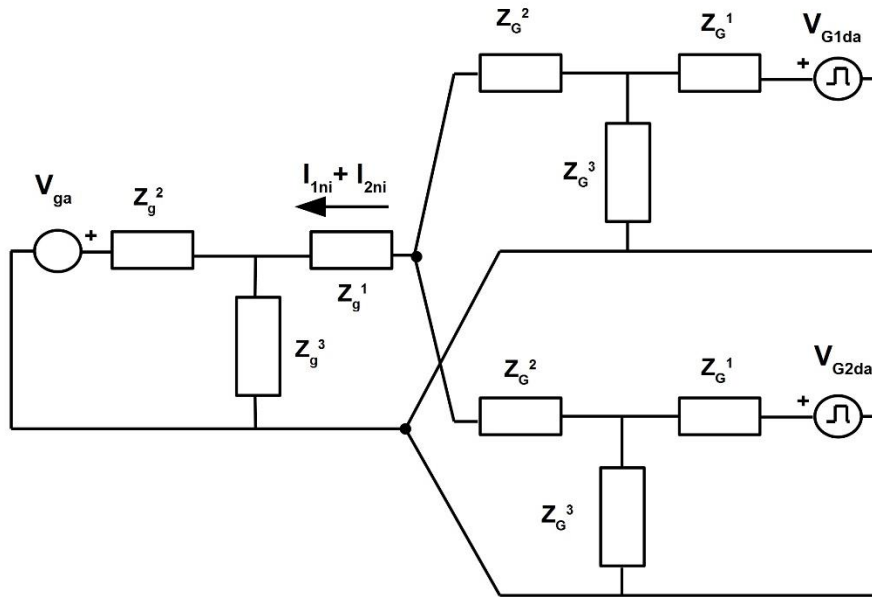 Z_G^2
Z_G^1
V_G1da
+
Z_G^3
I_1ni + I_2ni
V_ga
Z_g^2
+
Z_g^1
Z_g^3
Z_G^2
Z_G^1
V_G2da
+
Z_G^3